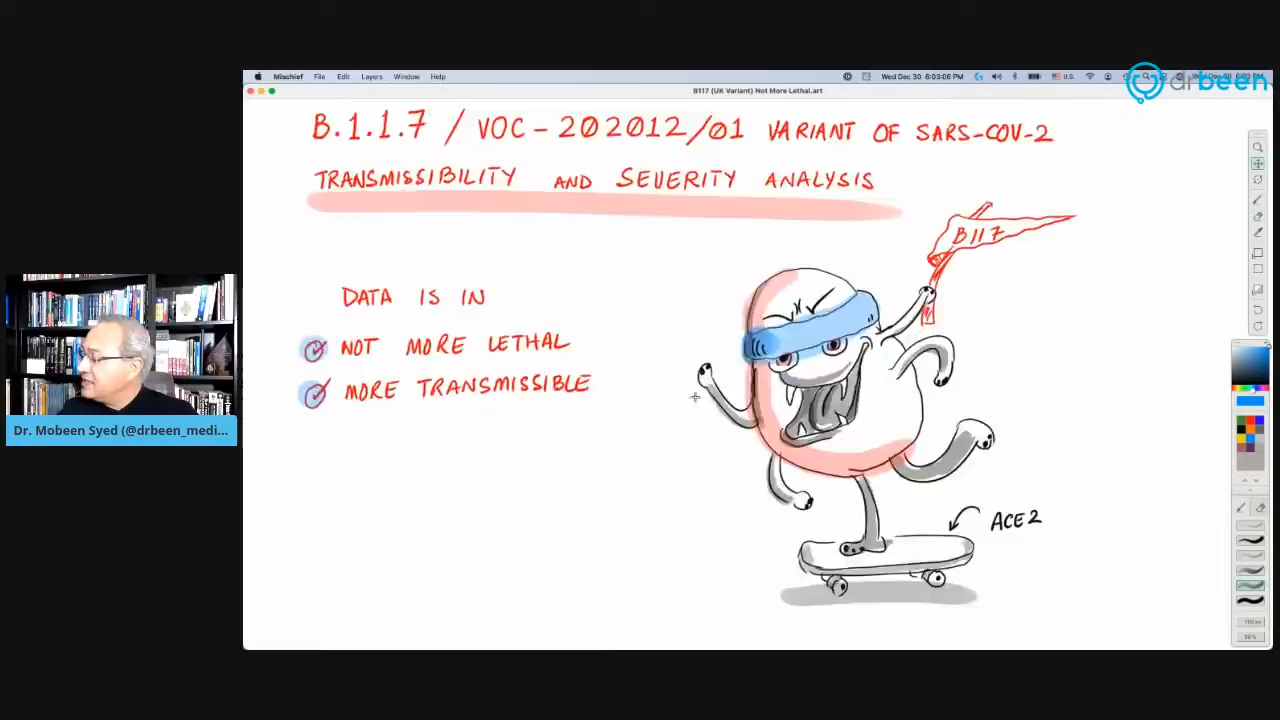 Mischief File Edit Layers Window Help
U.S. Wed Dec 30 6:03:06 PM
drbeen
B117 (UK Variant) Not More Lethal.art
B.1.1.7 / VOC-202012/01 VARIANT OF SARS-COV-2
TRANSMISSIBILITY AND SEVERITY ANALYSIS
B117
DATA IS IN
NOT MORE LETHAL
MORE TRANSMISSIBLE
Dr. Mobeen Syed (@drbeen_medi...
ACE2